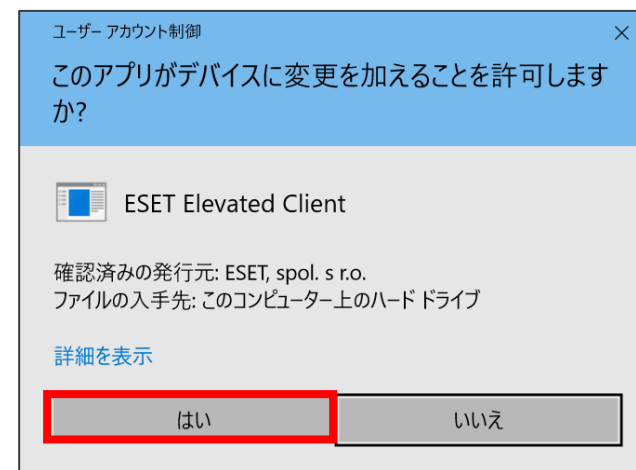 ユーザー アカウント制御
このアプリがデバイスに変更を加えることを許可します
か?
ESET Elevated Client
確認済みの発行元: ESET, spol. s r.o.
ファイルの入手先: このコンピューター上のハード ドライブ
詳細を表示
はい いいえ